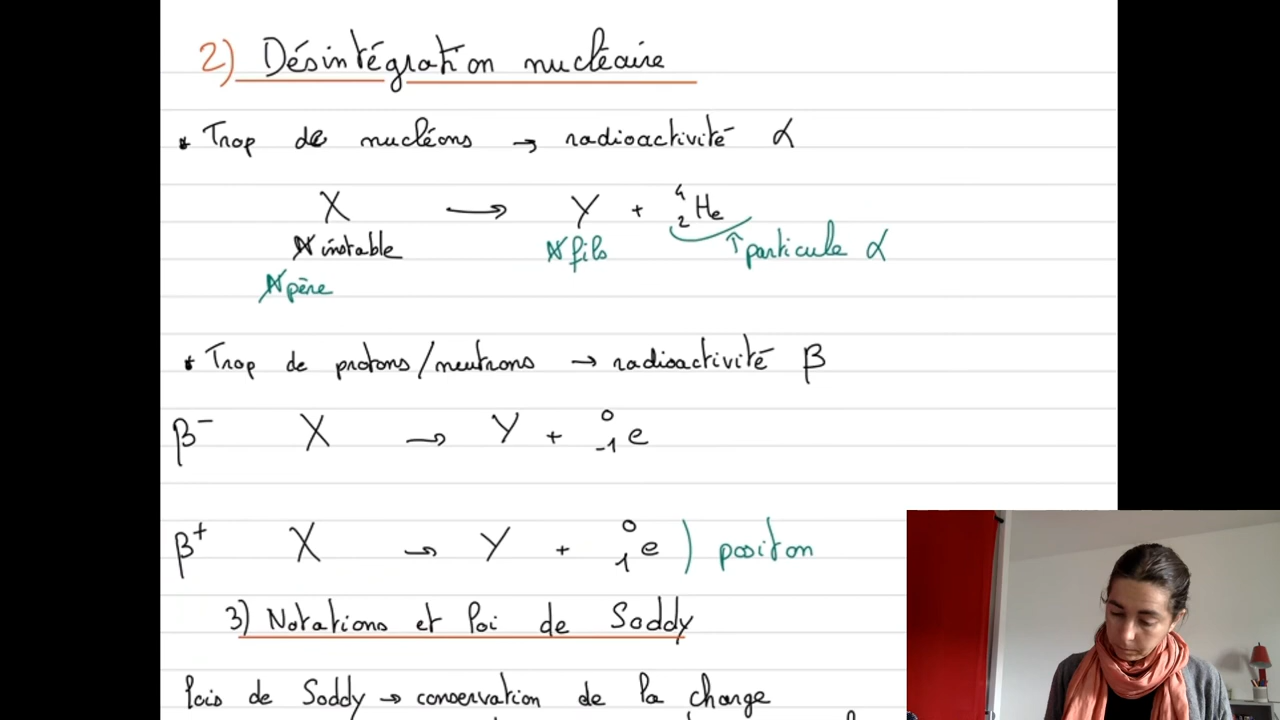 2) Désintégration nucléaire
* Trop de nucléons → radioactivité α
X → Y + ⁴₂He
N instable N fils ↑ particule α
N père
* Trop de protons/neutrons → radioactivité β
β⁻ X → Y + ⁰₋₁e
β⁺ X → Y + ⁰₁e ) positon
3) Notations et loi de Soddy
lois de Soddy → conservation de la charge